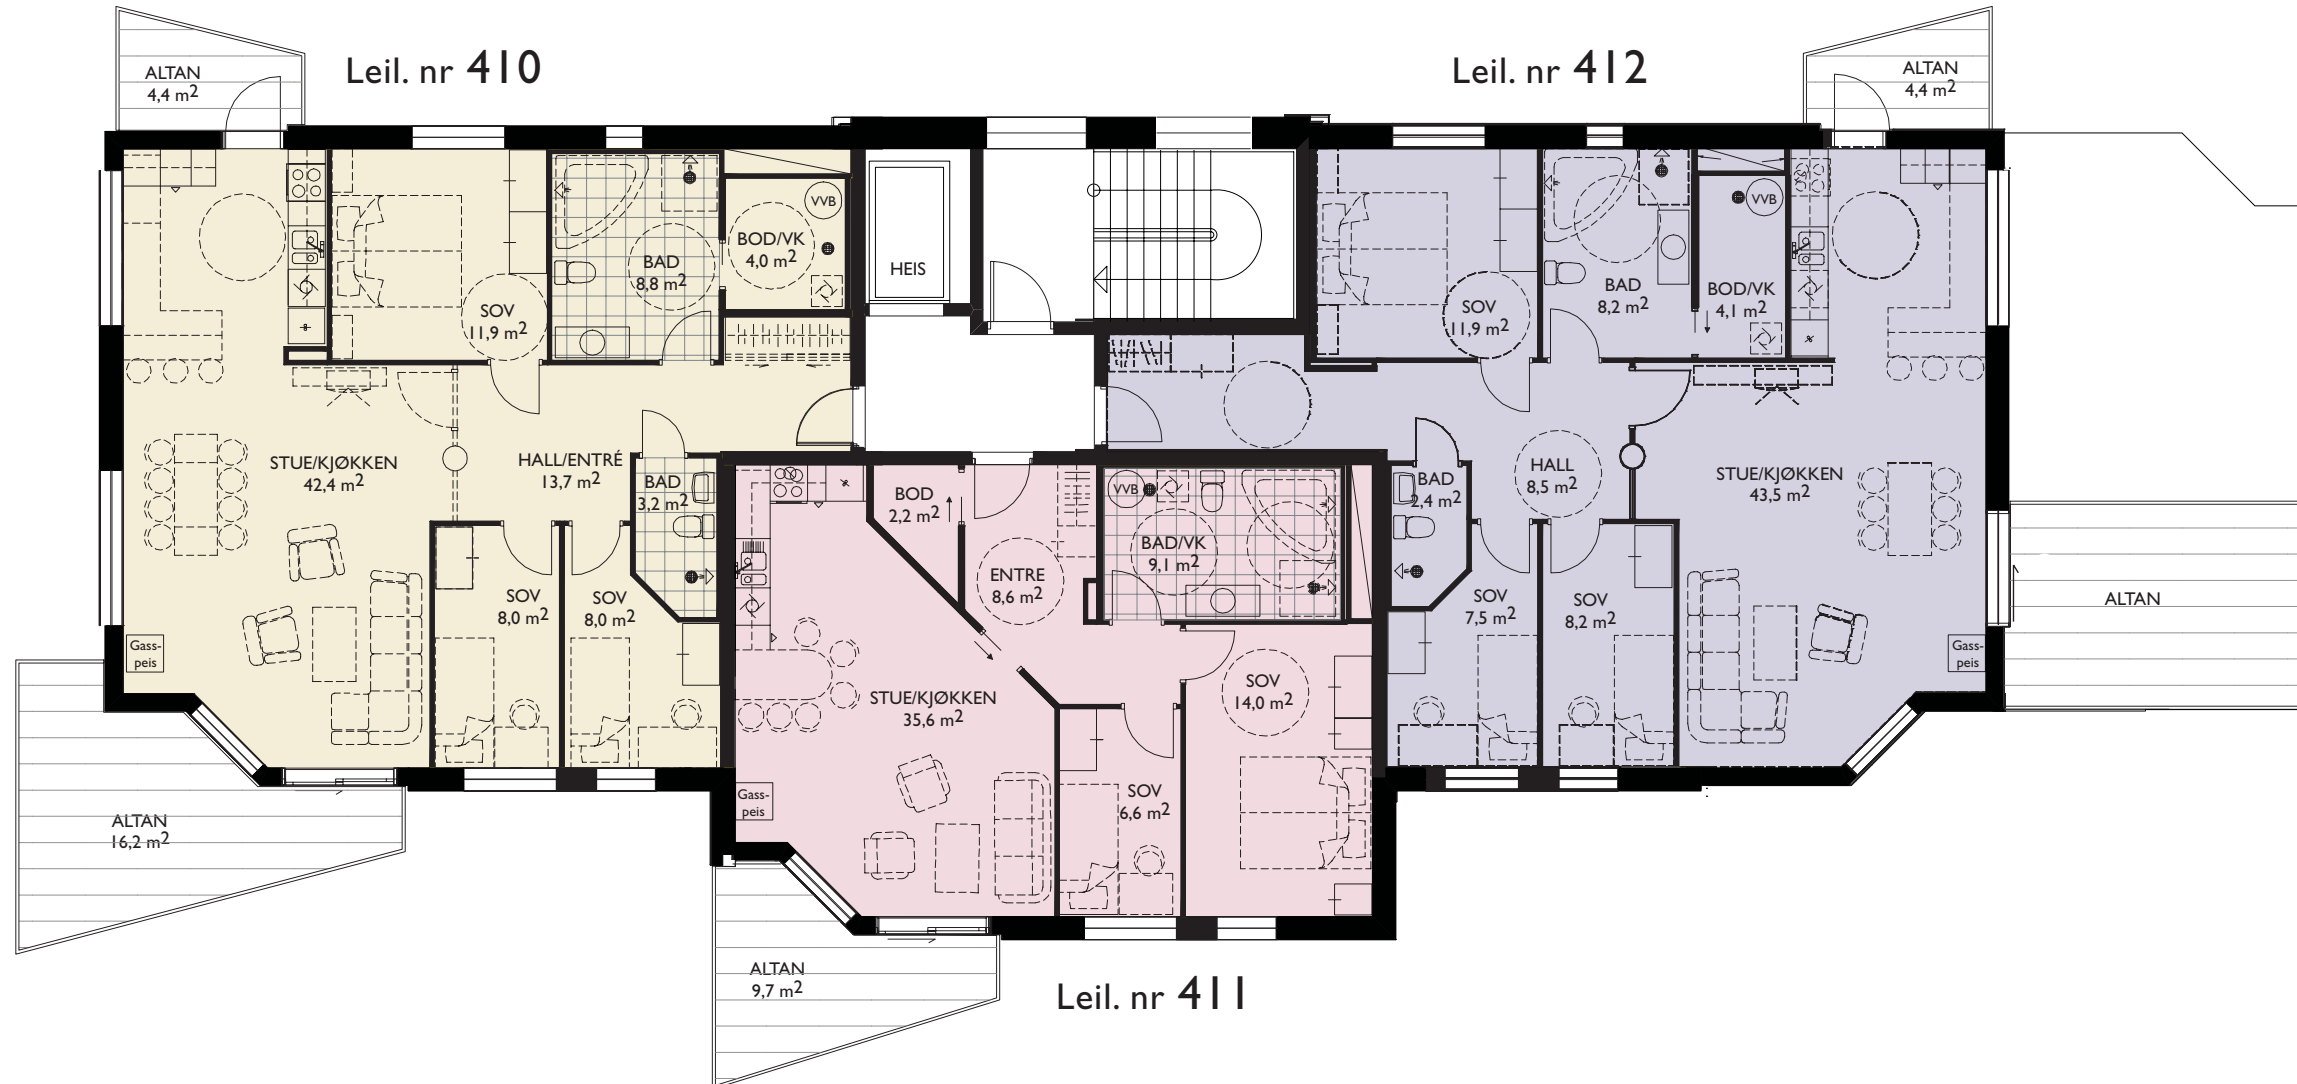 Leil. nr 410
Leil. nr 412
ALTAN
4,4 m2
ALTAN
4,4 m2
VVB
BOD/VK
4,0 m2
BAD
8,8 m2
SOV
11,9 m2
HEIS
SOV
11,9 m2
BAD
8,2 m2
VVB
BOD/VK
4,1 m2
STUE/KJØKKEN
42,4 m2
HALL/ENTRÉ
13,7 m2
BAD
3,2 m2
BOD
2,2 m2
VVB
BAD/VK
9,1 m2
BAD
2,4 m2
HALL
8,5 m2
STUE/KJØKKEN
43,5 m2
ENTRE
8,6 m2
SOV
8,0 m2
SOV
8,0 m2
SOV
7,5 m2
SOV
8,2 m2
ALTAN
Gass-
peis
Gass-
peis
STUE/KJØKKEN
35,6 m2
SOV
14,0 m2
Gass-
peis
SOV
6,6 m2
ALTAN
16,2 m2
ALTAN
9,7 m2
Leil. nr 411